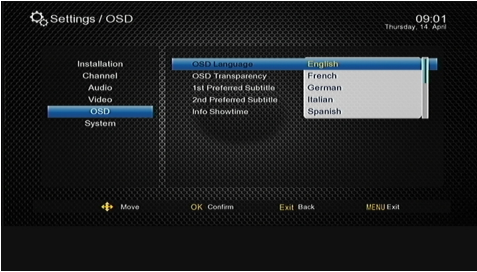 Settings / OSD
09:01
Thursday, 14 April
Installation
Channel
Audio
Video
OSD
System
OSD Language English
OSD Transparency French
1st Preferred Subtitle German
2nd Preferred Subtitle Italian
Info Showtime Spanish
Move OK Confirm Exit Back MENU Exit